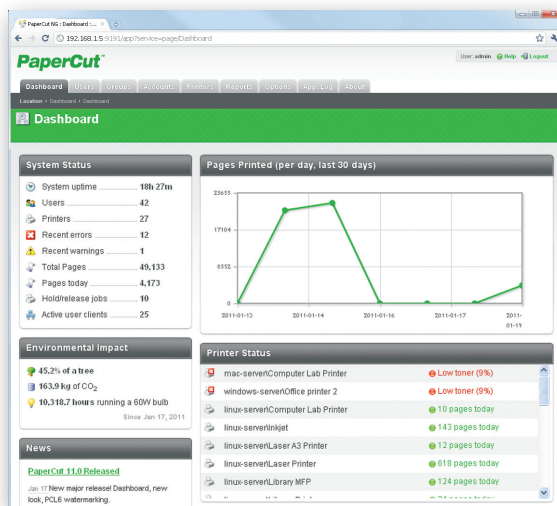 PaperCut NG : Dashboard :...
192.168.1.5:9191/app?service=page/Dashboard
PaperCut™
User: admin Help Logout
Dashboard Users Groups Accounts Printers Reports Options App. Log About
Location › Dashboard › Dashboard
Dashboard
System Status
System uptime 18h 27m
Users 42
Printers 27
Recent errors 12
Recent warnings 1
Total Pages 49,133
Pages today 4,173
Hold/release jobs 10
Active user clients 25
Environmental Impact
45.2% of a tree
163.9 kg of CO2
10,318.7 hours running a 60W bulb
Since Jan 17, 2011
News
PaperCut 11.0 Released
Jan 17 New major release! Dashboard, new
look, PCL6 watermarking.
Pages Printed (per day, last 30 days)
25655
17104
8552
0
2011-01-13 2011-01-14 2011-01-16 2011-01-17 2011-
01-19
Printer Status
mac-server\Computer Lab Printer Low toner (9%)
windows-server\Office printer 2 Low toner (9%)
linux-server\Computer Lab Printer 10 pages today
linux-server\Inkjet 143 pages today
linux-server\Laser A3 Printer 12 pages today
linux-server\Laser Printer 618 pages today
linux-server\Library MFP 124 pages today